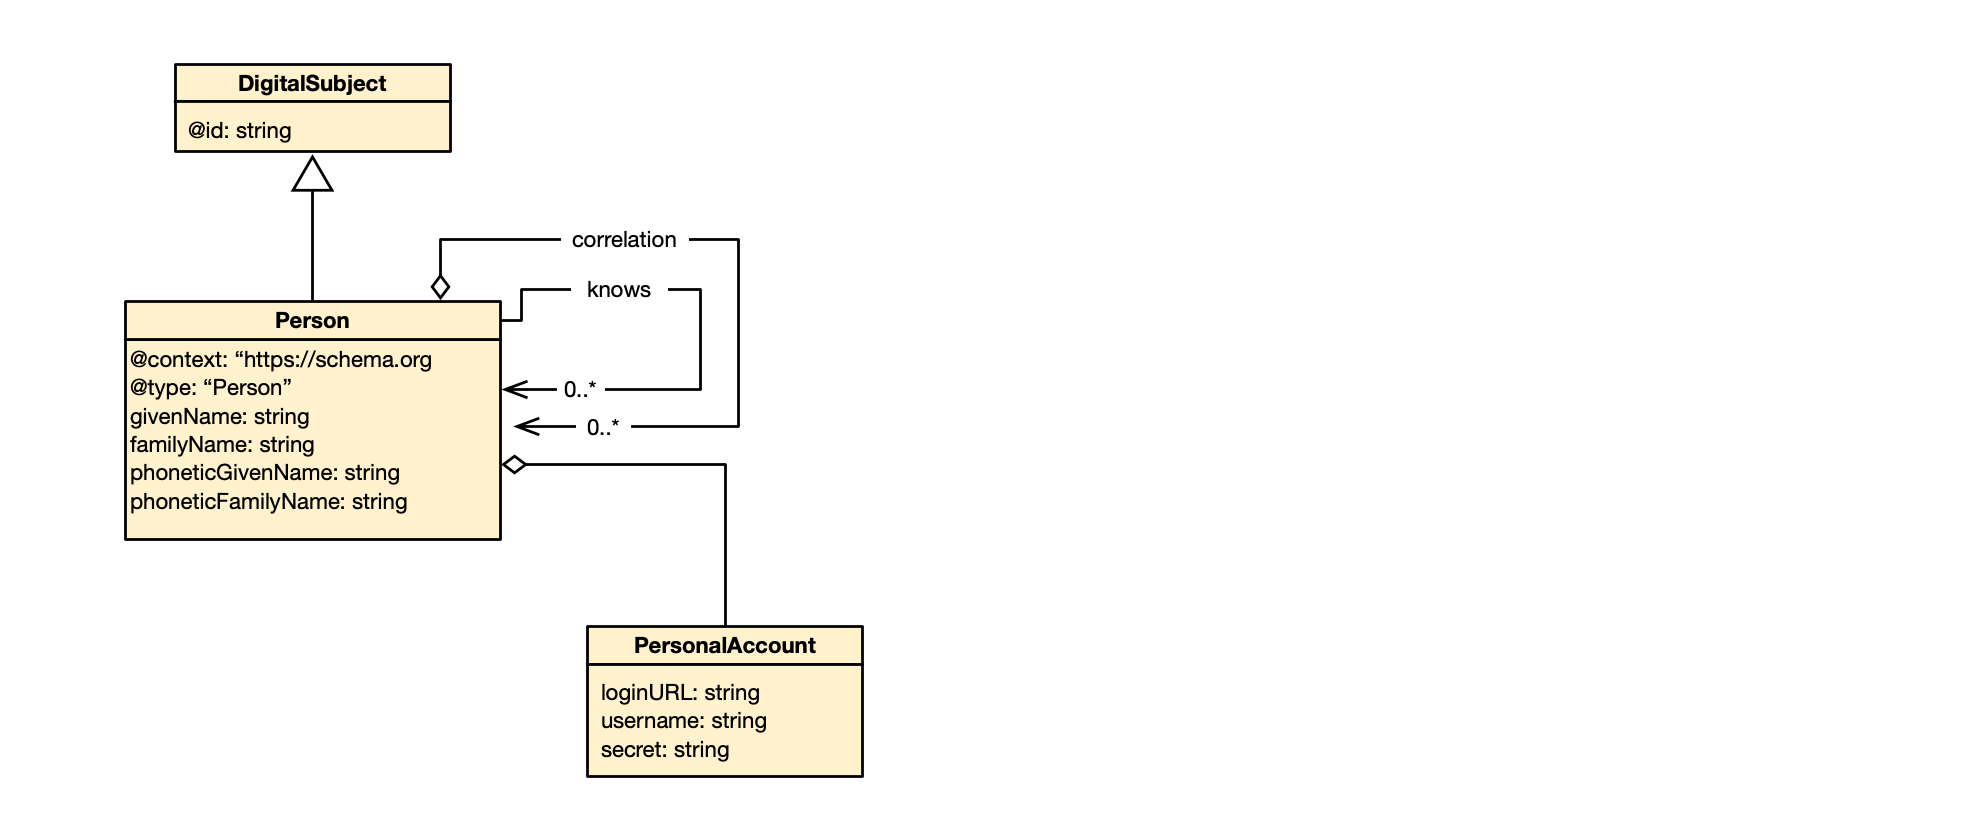 DigitalSubject
@id: string
correlation
knows
Person
@context: “https://schema.org
@type: “Person”
givenName: string
familyName: string
phoneticGivenName: string
phoneticFamilyName: string
0..*
0..*
PersonalAccount
loginURL: string
username: string
secret: string